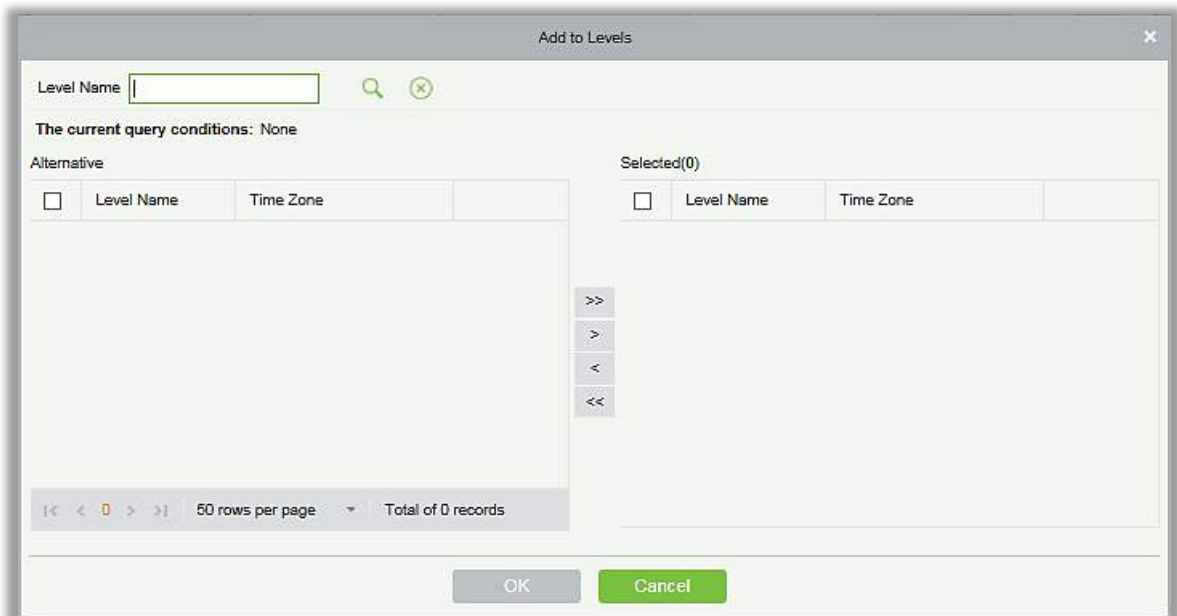 Add to Levels ×
Level Name
The current query conditions: None
Alternative
Selected(0)
Level Name Time Zone
Level Name Time Zone
>>
>
<
<<
|< < 0 > >| 50 rows per page Total of 0 records
OK Cancel